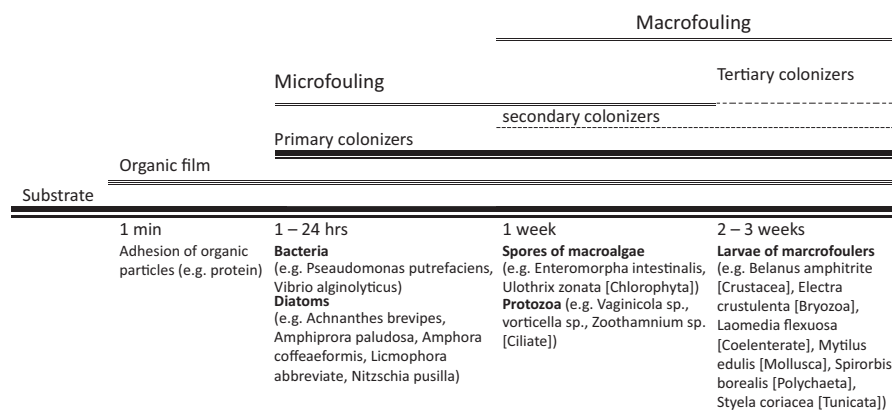 Macrofouling
Microfouling
Tertiary colonizers
secondary colonizers
Primary colonizers
Organic film
Substrate
1 min
Adhesion of organic
particles (e.g. protein)
1 – 24 hrs
Bacteria
(e.g. Pseaudomonas putrefaciens,
Vibrio alginolyticus)
Diatoms
(e.g. Achnanthes brevipes,
Amphiprora paludosa, Amphora
coffeaeformis, Licmophora
abbreviate, Nitzschia pusilla)
1 week
Spores of macroalgae
(e.g. Enteromorpha intestinalis,
Ulothrix zonata [Chlorophyta])
Protozoa (e.g. Vaginicola sp.,
vorticella sp., Zoothamnium sp.
[Ciliate])
2 – 3 weeks
Larvae of marcrofoulers
(e.g. Belanus amphitrite
[Crustacea], Electra
crustulenta [Bryozoa],
Laomedia flexuosa
[Coelenterate], Mytilus
edulis [Mollusca], Spirorbis
borealis [Polychaeta],
Styela coriacea [Tunicata])